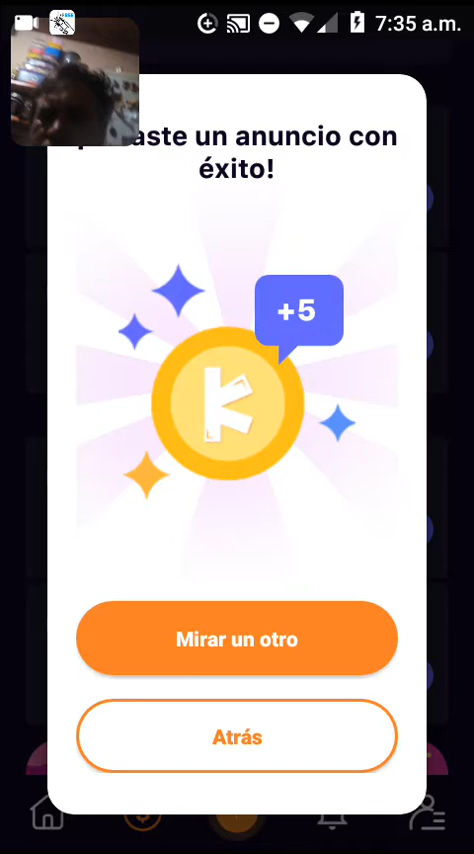 7:35 a.m.
aste un anuncio con
éxito!
+5
K
Mirar un otro
Atrás